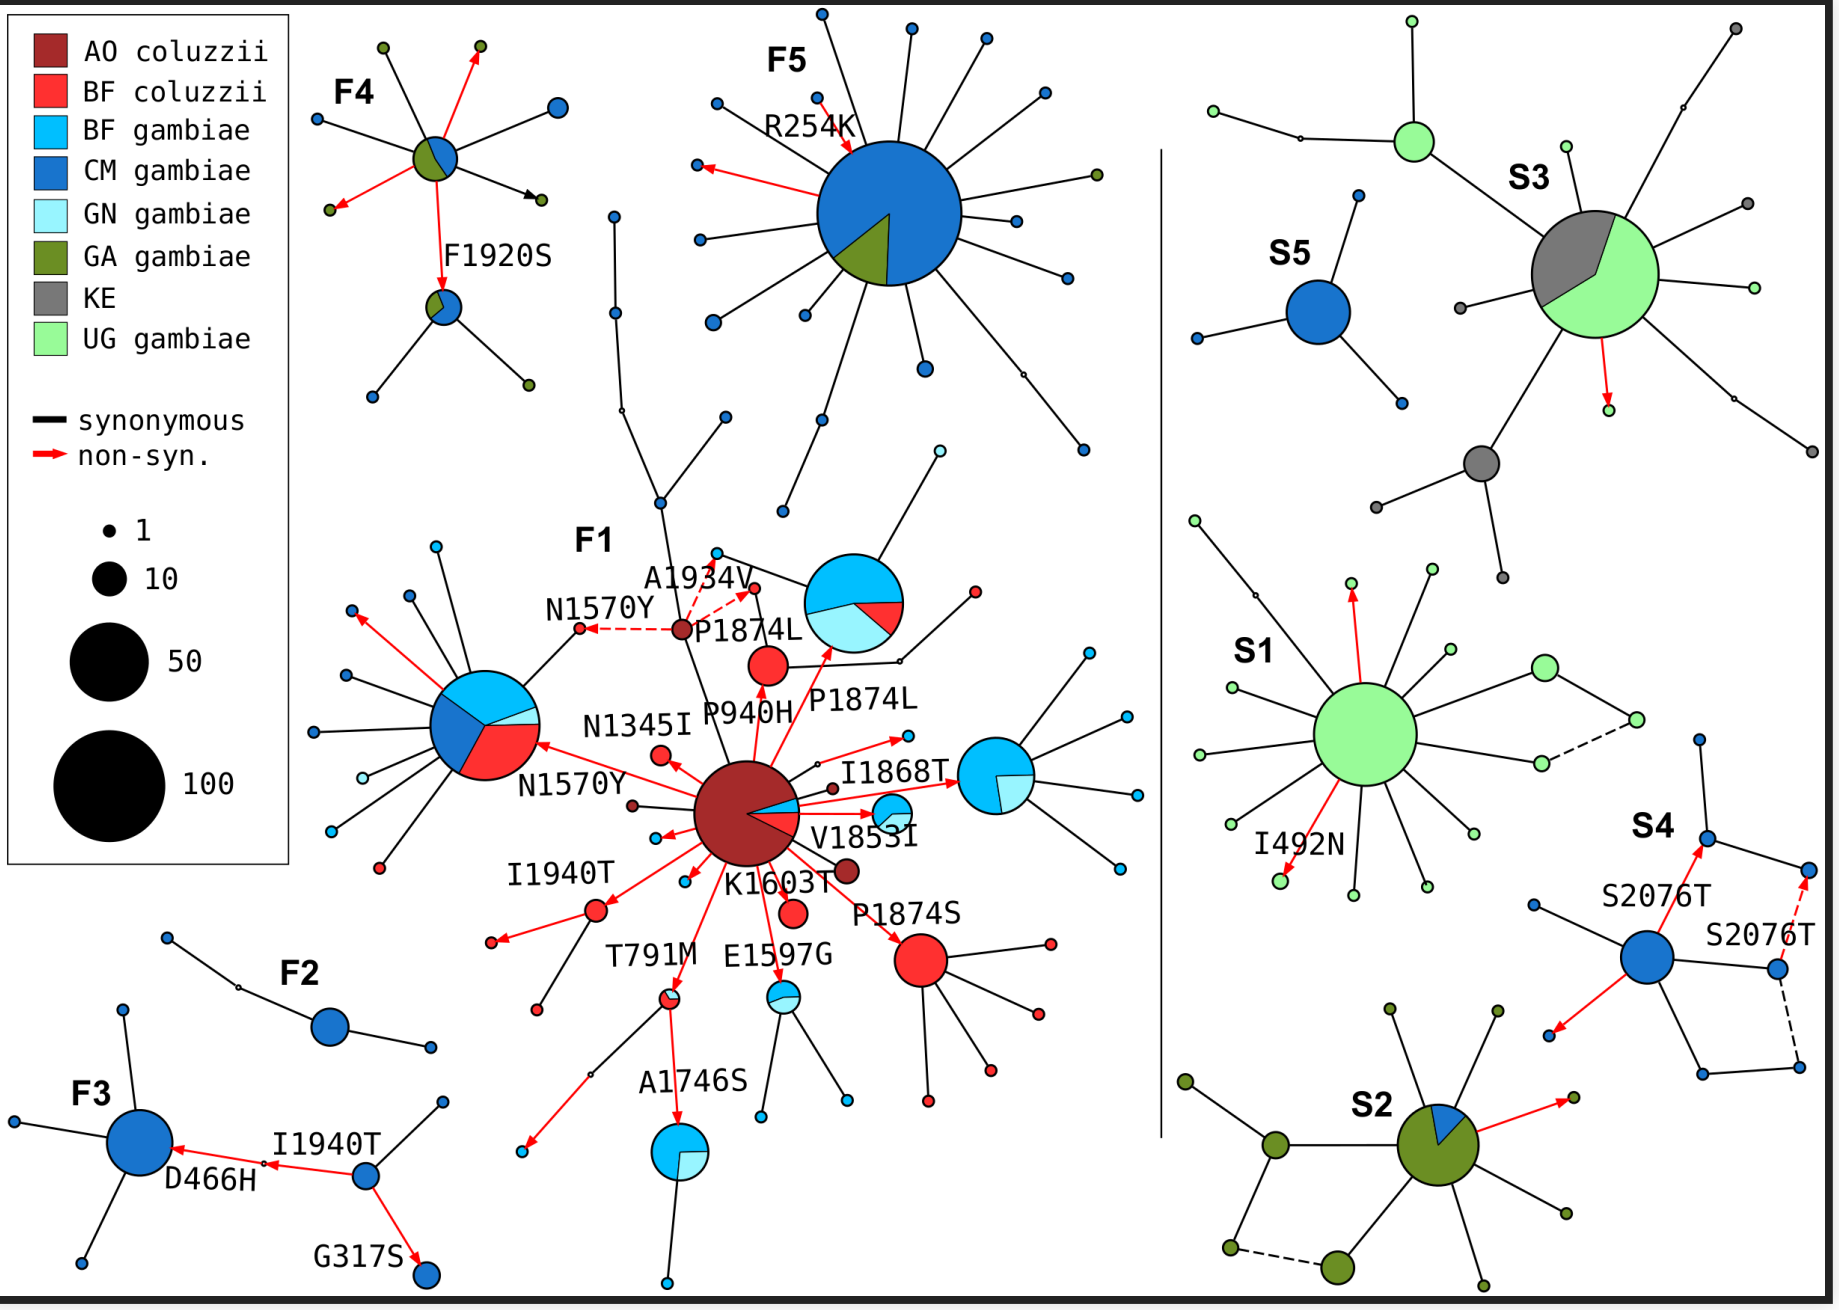 AO coluzzii
BF coluzzii
BF gambiae
CM gambiae
GN gambiae
GA gambiae
KE
UG gambiae
synonymous
non-syn.
1
10
50
100
F4
F1920S
F5
R254K
F1
A1934V
N1570Y
P1874L
P940H
P1874L
N1345I
N1570Y
I1868T
V1853I
I1940T
K1603T
P1874S
T791M
E1597G
A1746S
F2
F3
I1940T
D466H
G317S
S3
S5
S1
I492N
S4
S2076T
S2076T
S2